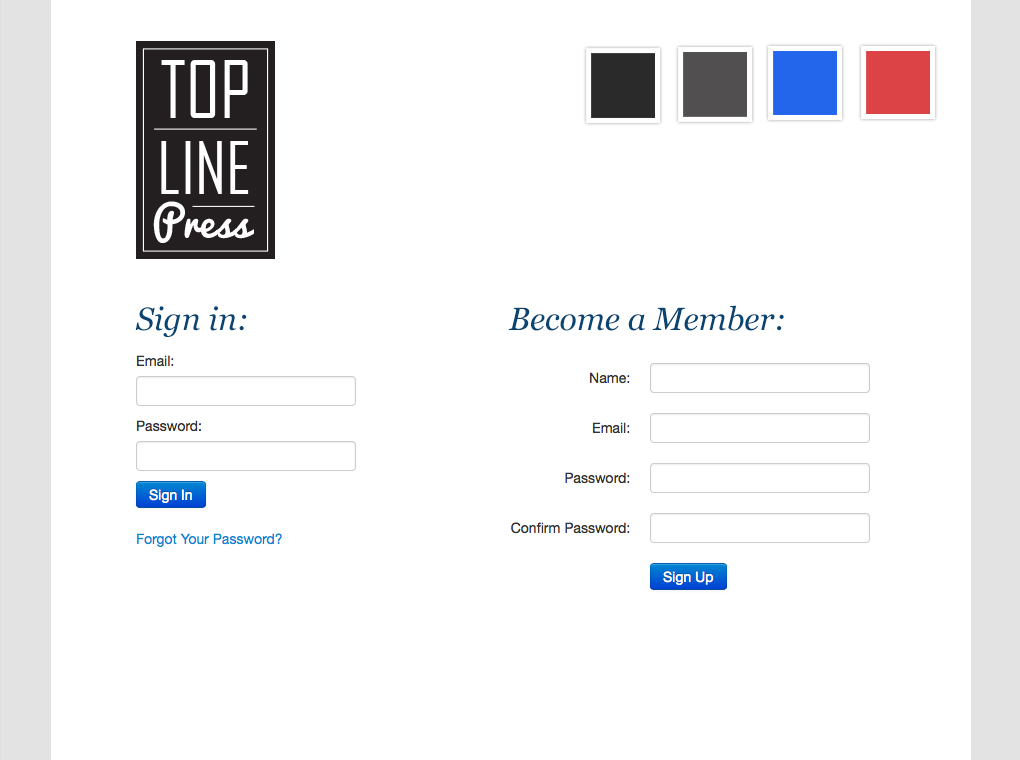 TOP
LINE
Press
Sign in:
Email:
Password:
Sign In
Forgot Your Password?
Become a Member:
Name:
Email:
Password:
Confirm Password:
Sign Up